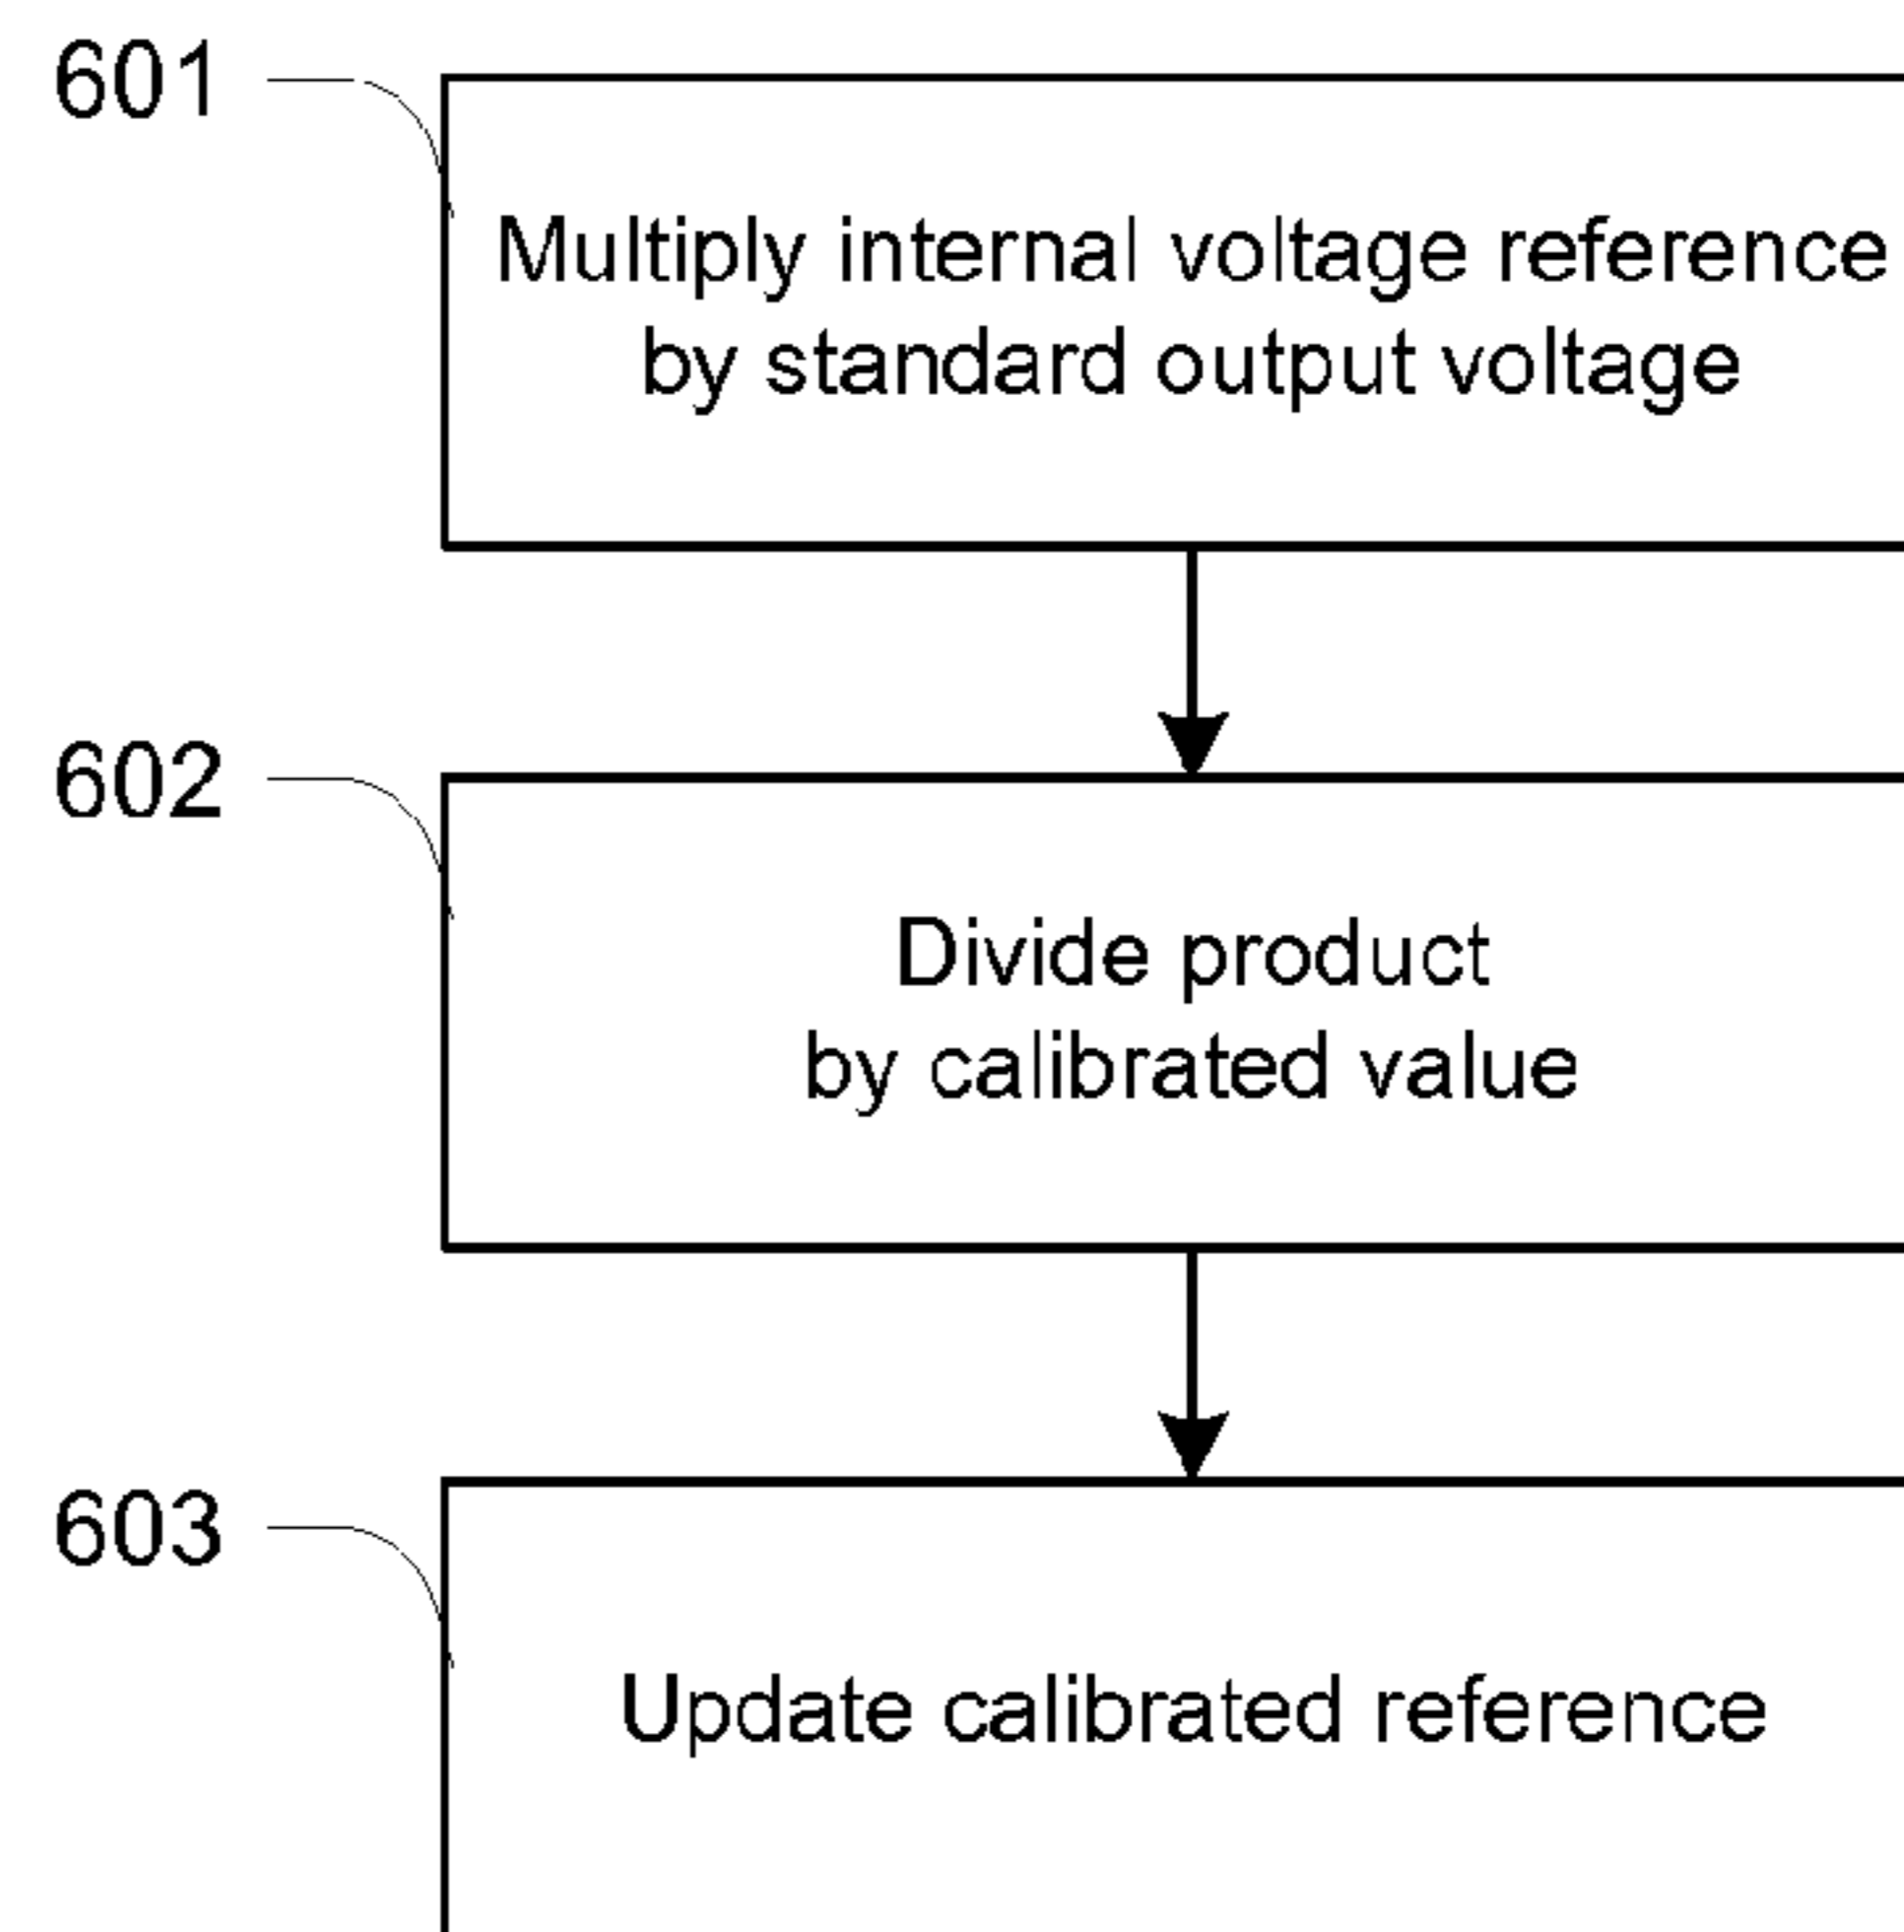 601
Multiply internal voltage reference
by standard output voltage
602
Divide product
by calibrated value
603
Update calibrated reference